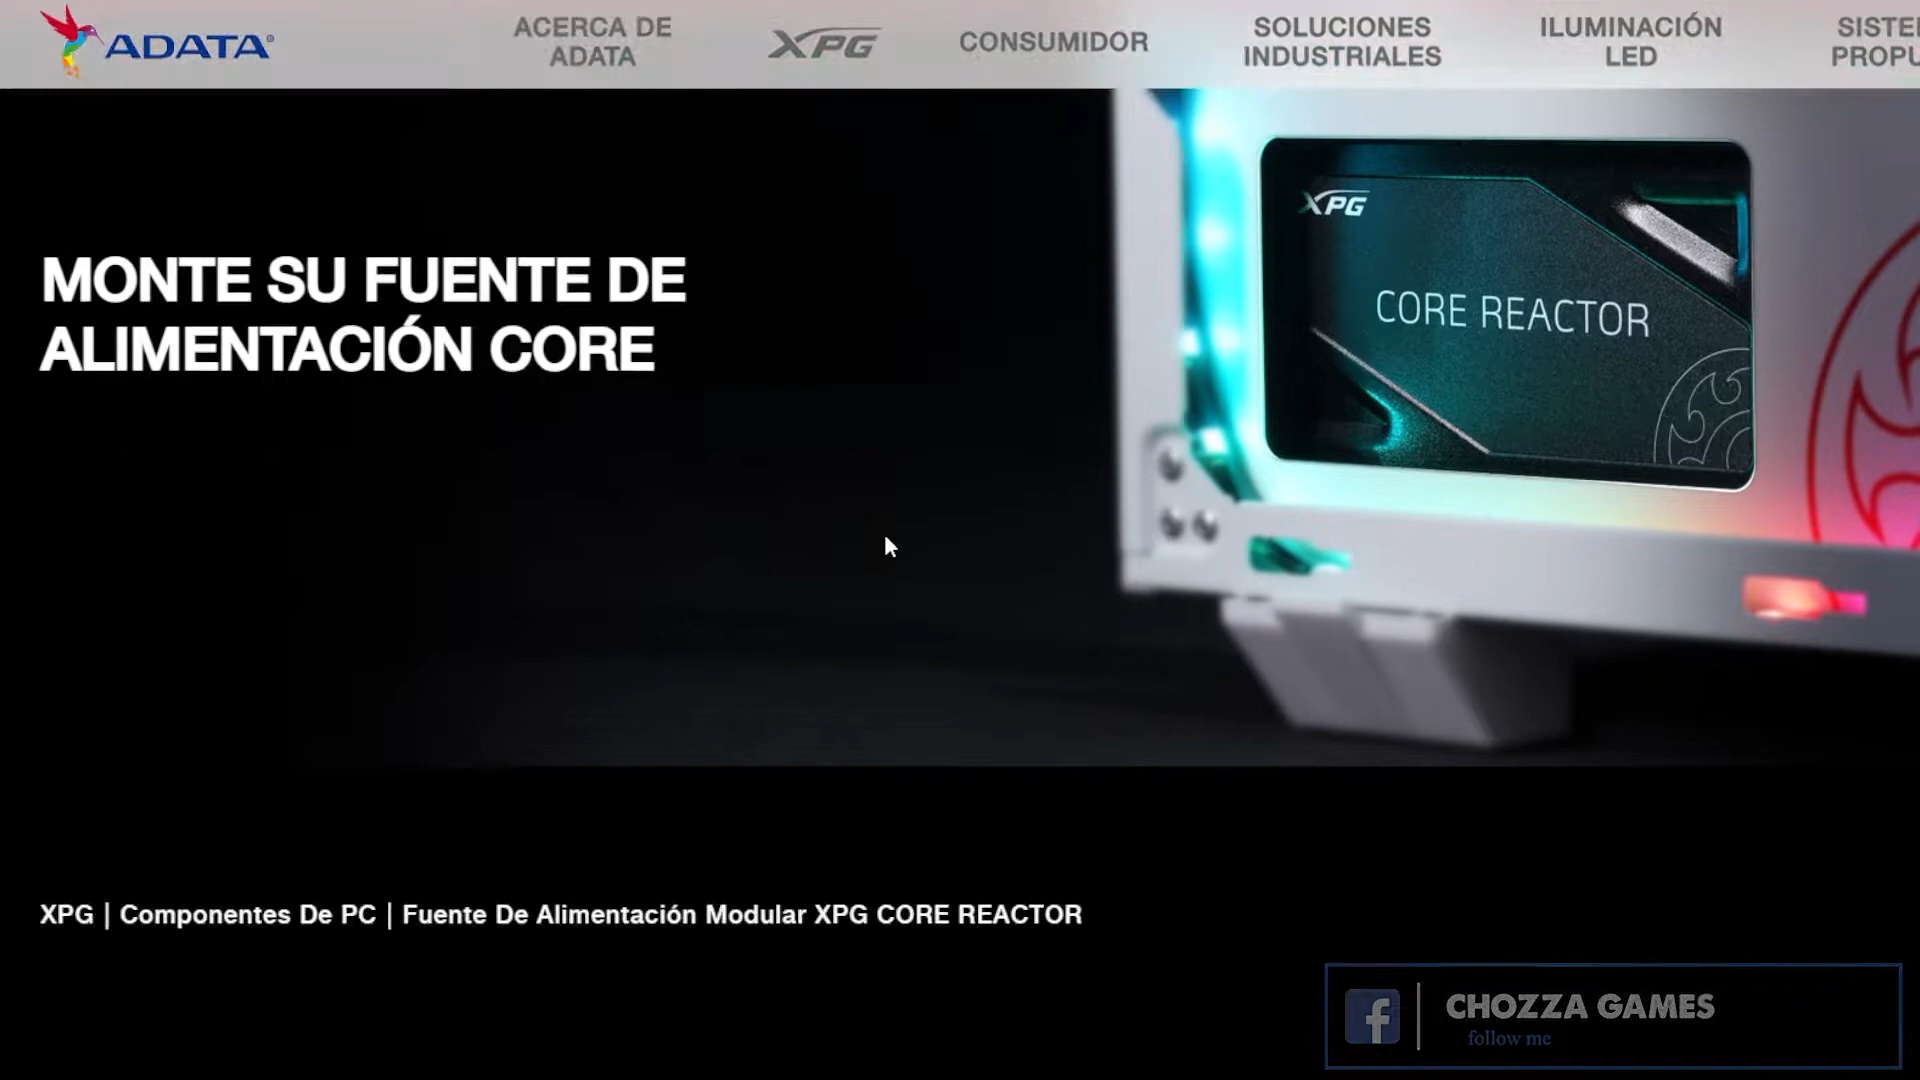 ADATA®
ACERCA DE
ADATA
XPG
CONSUMIDOR
SOLUCIONES
INDUSTRIALES
ILUMINACIÓN
LED
XPG
CORE REACTOR
MONTE SU FUENTE DE
ALIMENTACIÓN CORE
XPG | Componentes De PC | Fuente De Alimentación Modular XPG CORE REACTOR
f
CHOZZA GAMES
follow me